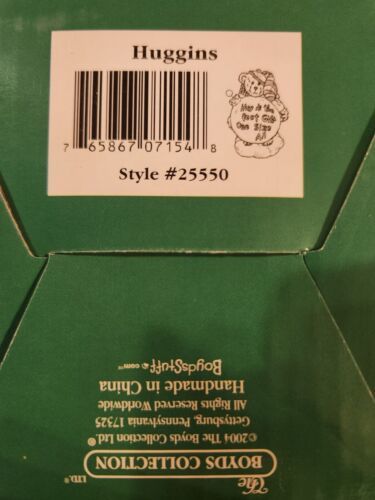 Huggins
7 65867 07154 8
Style #25550
The
BOYDS COLLECTION
LTD.®
©2004 The Boyds Collection Ltd.®
Gettysburg, Pennsylvania 17325
All Rights Reserved Worldwide
Handmade in China
BoydsStuff.com™